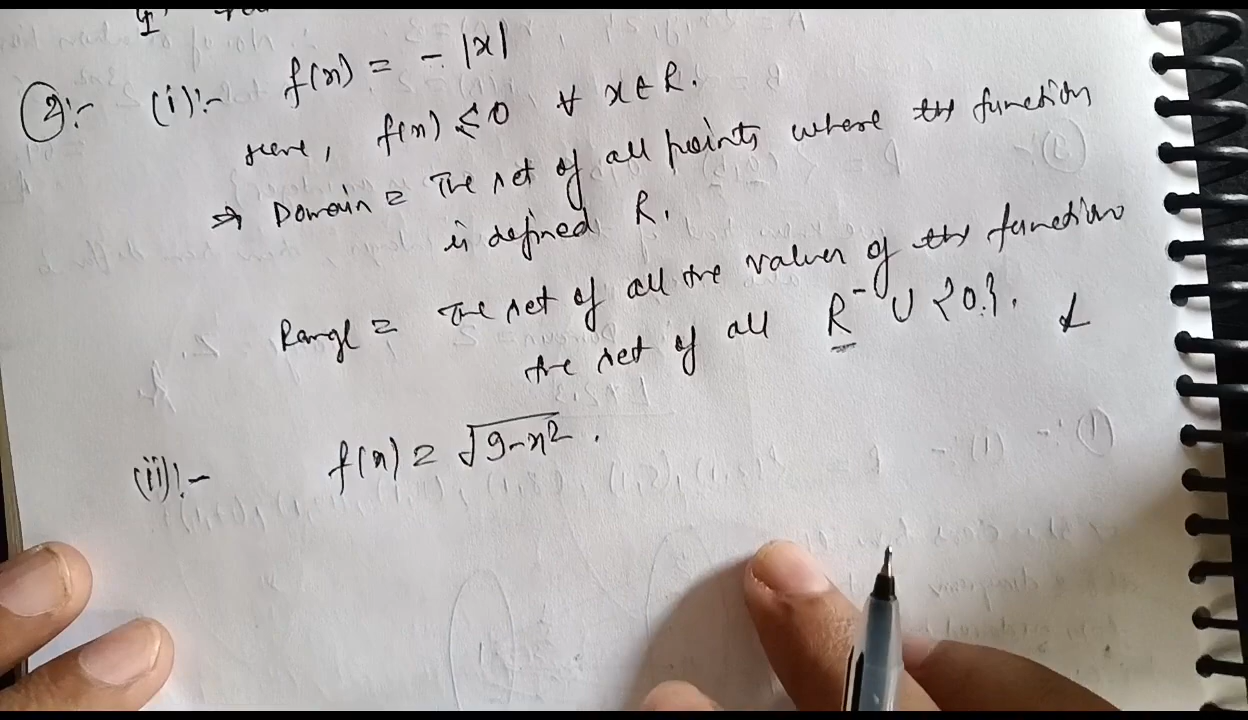 ②:- (i):- f(x) = - |x|
Here, f(x) ≤ 0 ∀ x ∈ R.
⇒ Domain = The set of all points where the function
is defined R.
Range = The set of all the values of the function
the set of all R⁻ ∪ {0}.
(ii):- f(x) = √9-x² .